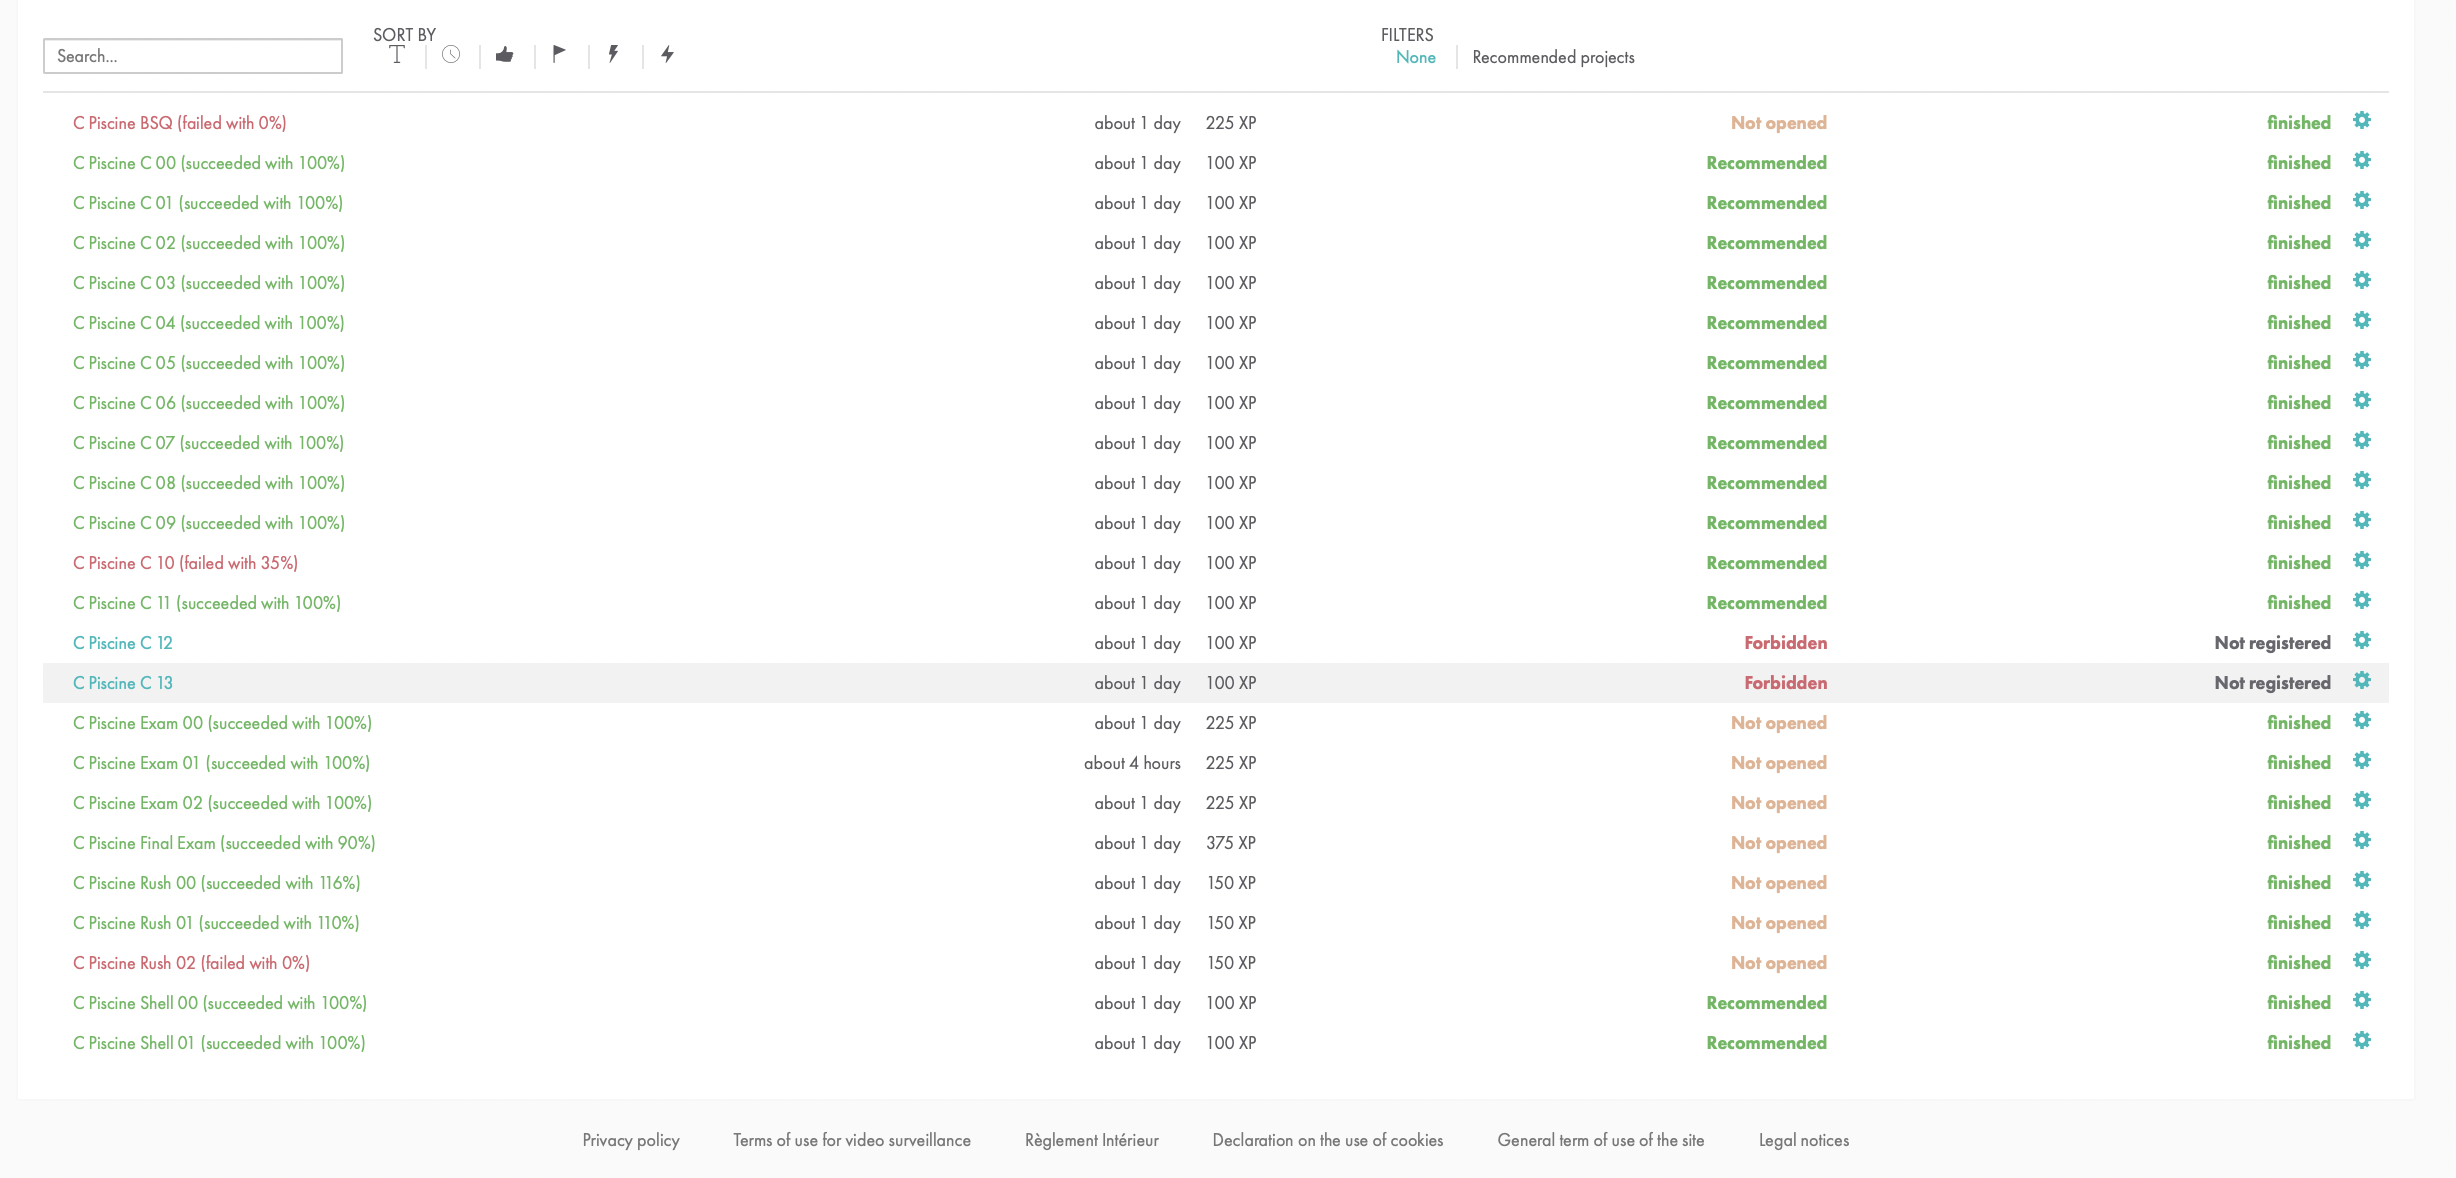 SORT BY
FILTERS
Search...
None Recommended projects
C Piscine BSQ (failed with 0%) about 1 day 225 XP Not opened finished
C Piscine C 00 (succeeded with 100%) about 1 day 100 XP Recommended finished
C Piscine C 01 (succeeded with 100%) about 1 day 100 XP Recommended finished
C Piscine C 02 (succeeded with 100%) about 1 day 100 XP Recommended finished
C Piscine C 03 (succeeded with 100%) about 1 day 100 XP Recommended finished
C Piscine C 04 (succeeded with 100%) about 1 day 100 XP Recommended finished
C Piscine C 05 (succeeded with 100%) about 1 day 100 XP Recommended finished
C Piscine C 06 (succeeded with 100%) about 1 day 100 XP Recommended finished
C Piscine C 07 (succeeded with 100%) about 1 day 100 XP Recommended finished
C Piscine C 08 (succeeded with 100%) about 1 day 100 XP Recommended finished
C Piscine C 09 (succeeded with 100%) about 1 day 100 XP Recommended finished
C Piscine C 10 (failed with 35%) about 1 day 100 XP Recommended finished
C Piscine C 11 (succeeded with 100%) about 1 day 100 XP Recommended finished
C Piscine C 12 about 1 day 100 XP Forbidden Not registered
C Piscine C 13 about 1 day 100 XP Forbidden Not registered
C Piscine Exam 00 (succeeded with 100%) about 1 day 225 XP Not opened finished
C Piscine Exam 01 (succeeded with 100%) about 4 hours 225 XP Not opened finished
C Piscine Exam 02 (succeeded with 100%) about 1 day 225 XP Not opened finished
C Piscine Final Exam (succeeded with 90%) about 1 day 375 XP Not opened finished
C Piscine Rush 00 (succeeded with 116%) about 1 day 150 XP Not opened finished
C Piscine Rush 01 (succeeded with 110%) about 1 day 150 XP Not opened finished
C Piscine Rush 02 (failed with 0%) about 1 day 150 XP Not opened finished
C Piscine Shell 00 (succeeded with 100%) about 1 day 100 XP Recommended finished
C Piscine Shell 01 (succeeded with 100%) about 1 day 100 XP Recommended finished
Privacy policy Terms of use for video surveillance Règlement Intérieur Declaration on the use of cookies General term of use of the site Legal notices